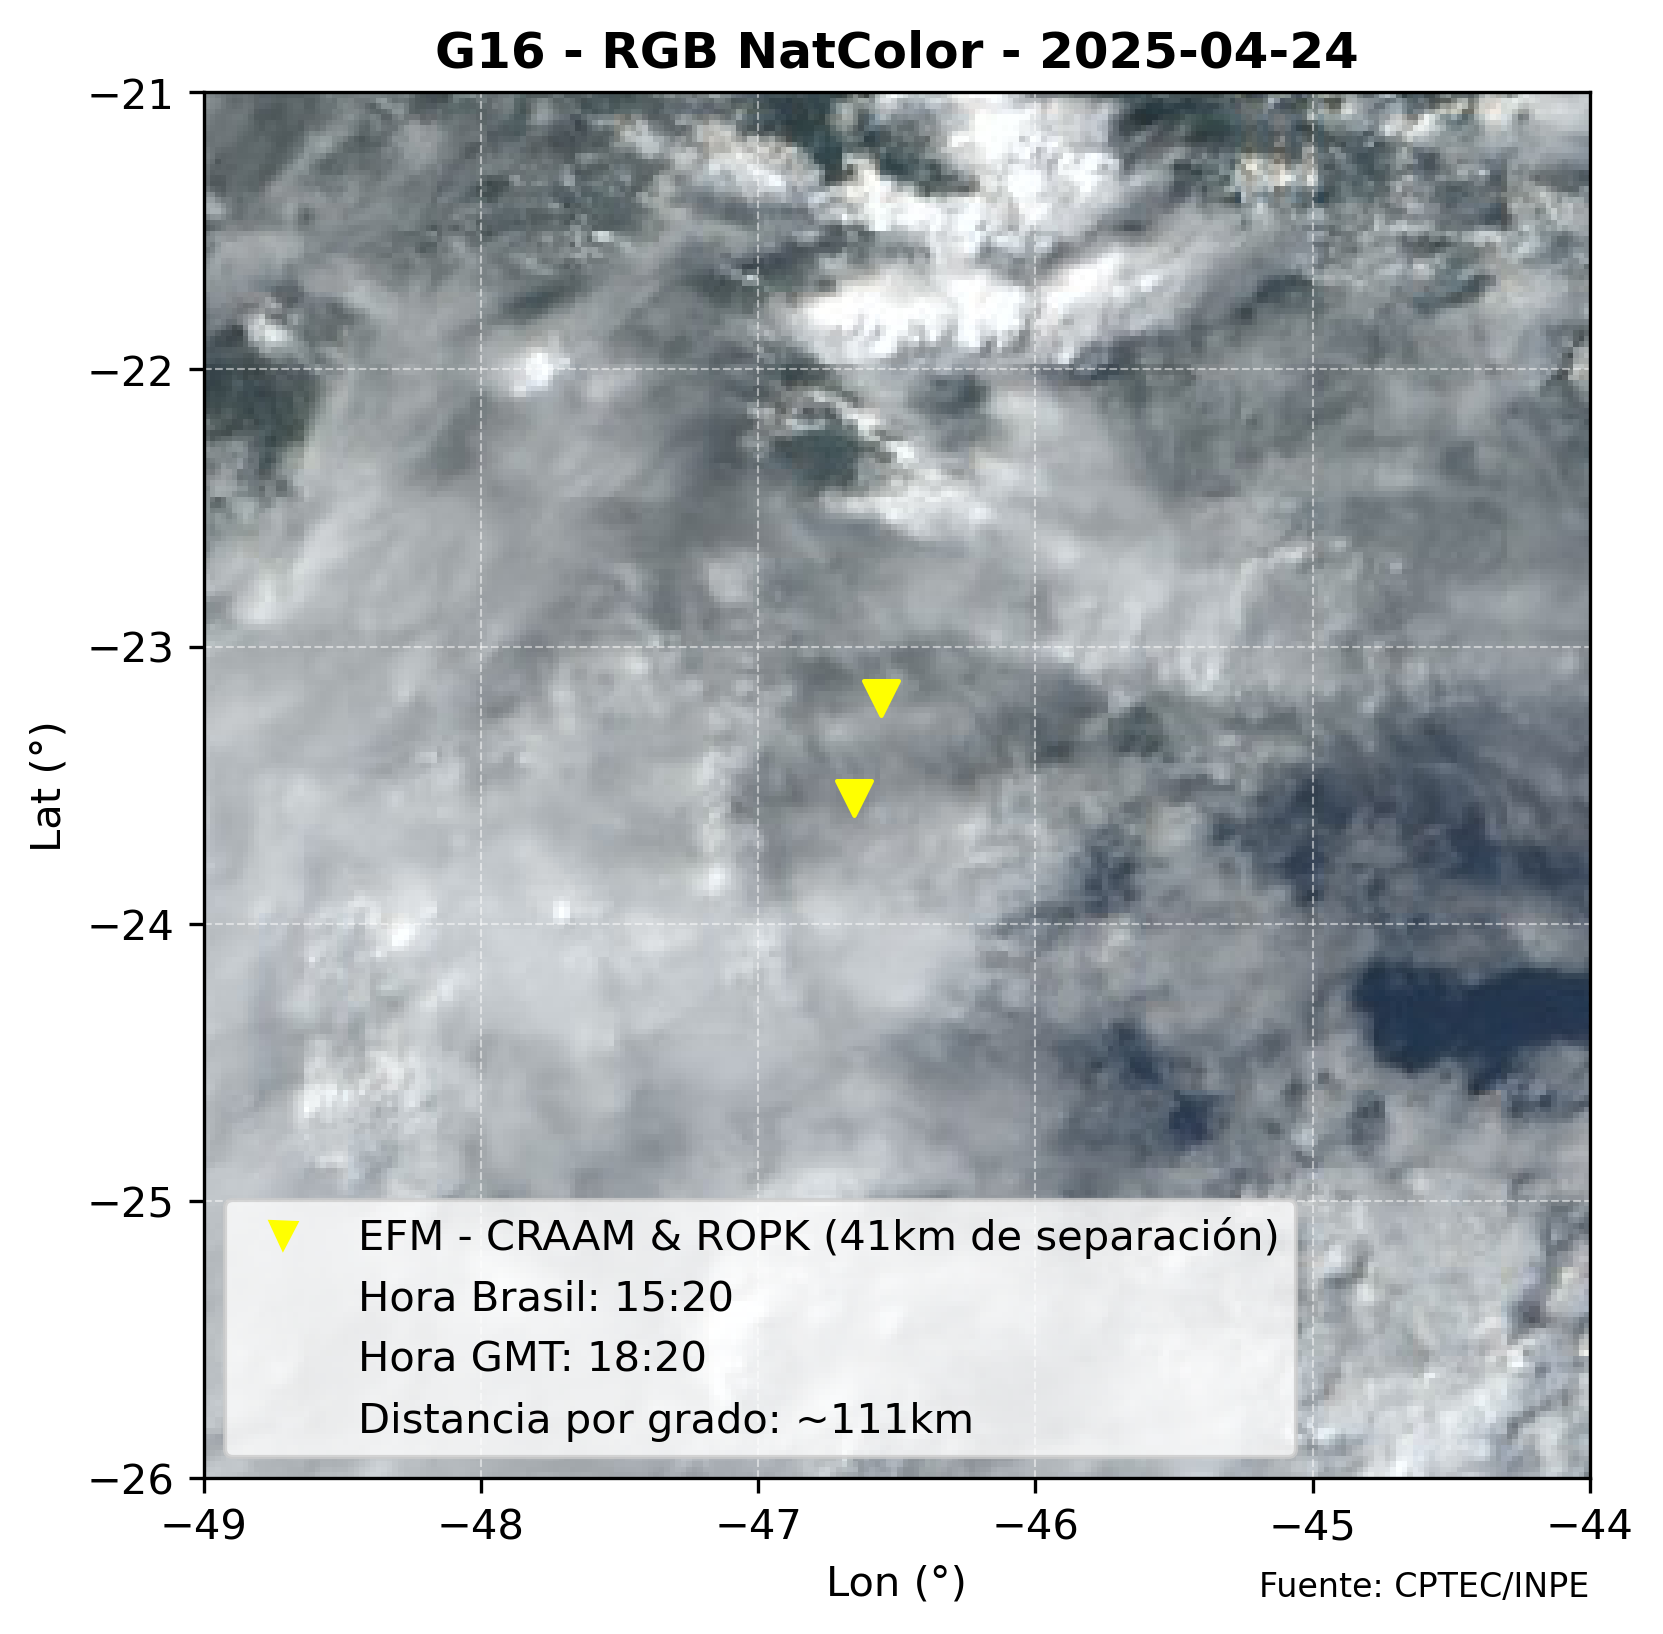 G16 - RGB NatColor - 2025-04-24
−21
−22
−23
−24
−25
−26
Lat (°)
EFM - CRAAM & ROPK (41km de separación)
Hora Brasil: 15:20
Hora GMT: 18:20
Distancia por grado: ~111km
−49 −48 −47 −46 −45 −44
Lon (°)
Fuente: CPTEC/INPE